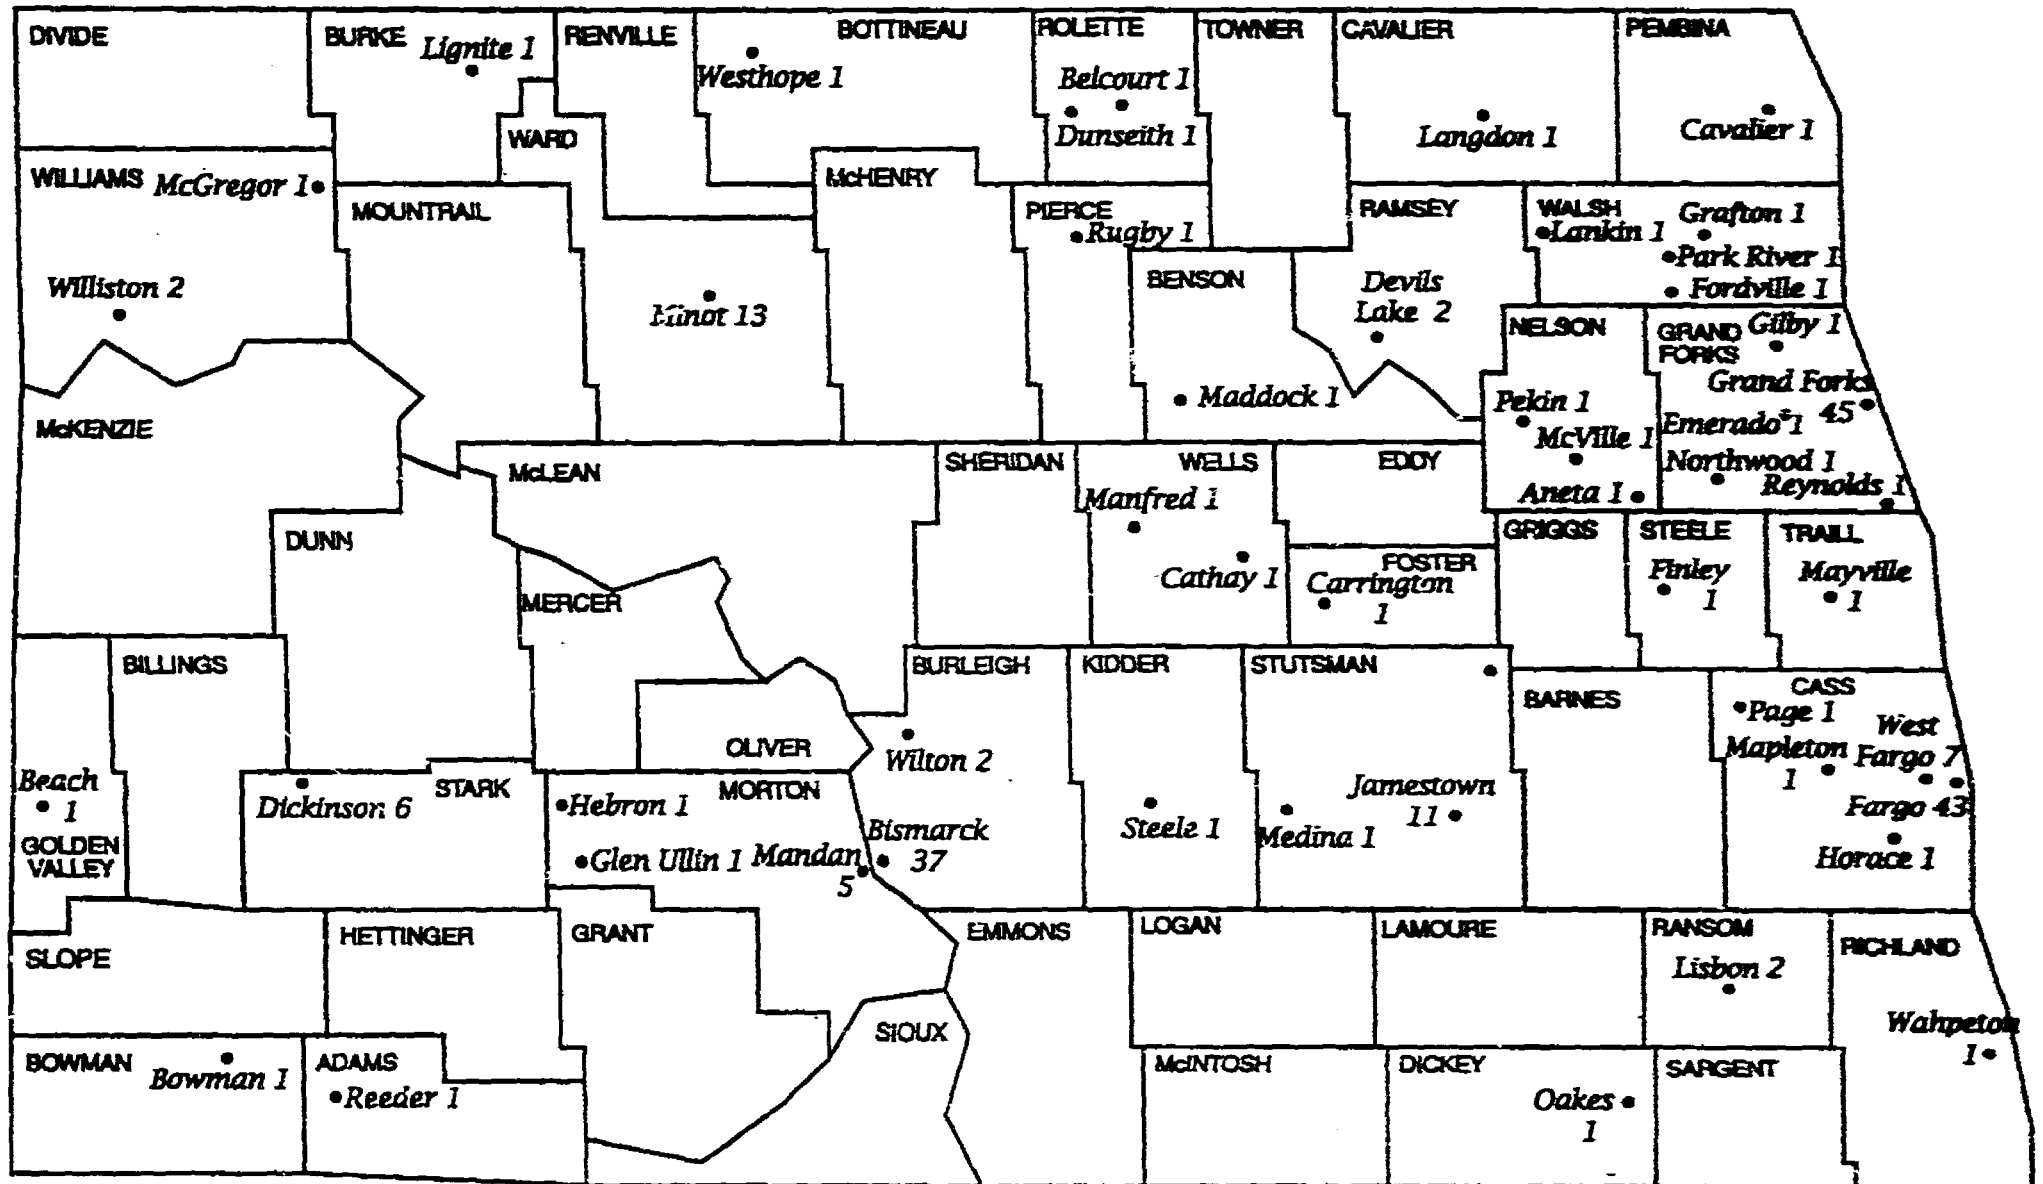 DIVIDE
BURKE
Lignite 1
RENVILLE
BOTTINEAU
Westhope 1
ROLETTE
Belcourt 1
Dunseith 1
TOWNER
CAVALIER
Langdon 1
PEMBINA
Cavalier 1
WARD
WILLIAMS
McGregor 1
Williston 2
MOUNTRAIL
Minot 13
McHENRY
PIERCE
Rugby 1
BENSON
Maddock 1
RAMSEY
Devils
Lake 2
WALSH
Lankin 1
Grafton 1
Park River 1
Fordville 1
NELSON
Pekin 1
McVille 1
Aneta 1
GRAND
FORKS
Gilby 1
Grand Forks
45
Emerado 1
Northwood 1
Reynolds 1
McKENZIE
DUNN
McLEAN
MERCER
SHERIDAN
WELLS
Manfred 1
Cathay 1
EDDY
FOSTER
Carrington
1
GRIGGS
STEELE
Finley
1
TRAILL
Mayville
1
BILLINGS
Beach
1
GOLDEN
VALLEY
Dickinson 6
STARK
OLIVER
MORTON
Hebron 1
Glen Ullin 1
Mandan
5
BURLEIGH
Wilton 2
Bismarck
37
KIDDER
Steele 1
STUTSMAN
Jamestown
11
Medina 1
BARNES
CASS
Page 1
Mapleton
1
West
Fargo 7
Fargo 43
Horace 1
SLOPE
HETTINGER
GRANT
SIOUX
EMMONS
LOGAN
LAMOURE
RANSOM
Lisbon 2
RICHLAND
Wahpeton
1
BOWMAN
Bowman 1
ADAMS
Reeder 1
McINTOSH
DICKEY
Oakes
1
SARGENT